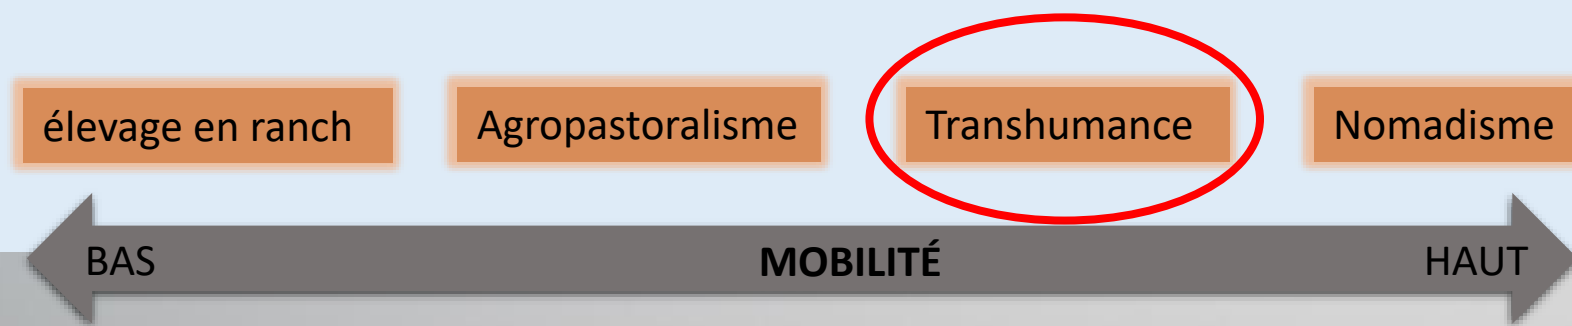 élevage en ranch
Agropastoralisme
Transhumance
Nomadisme
BAS
MOBILITÉ
HAUT